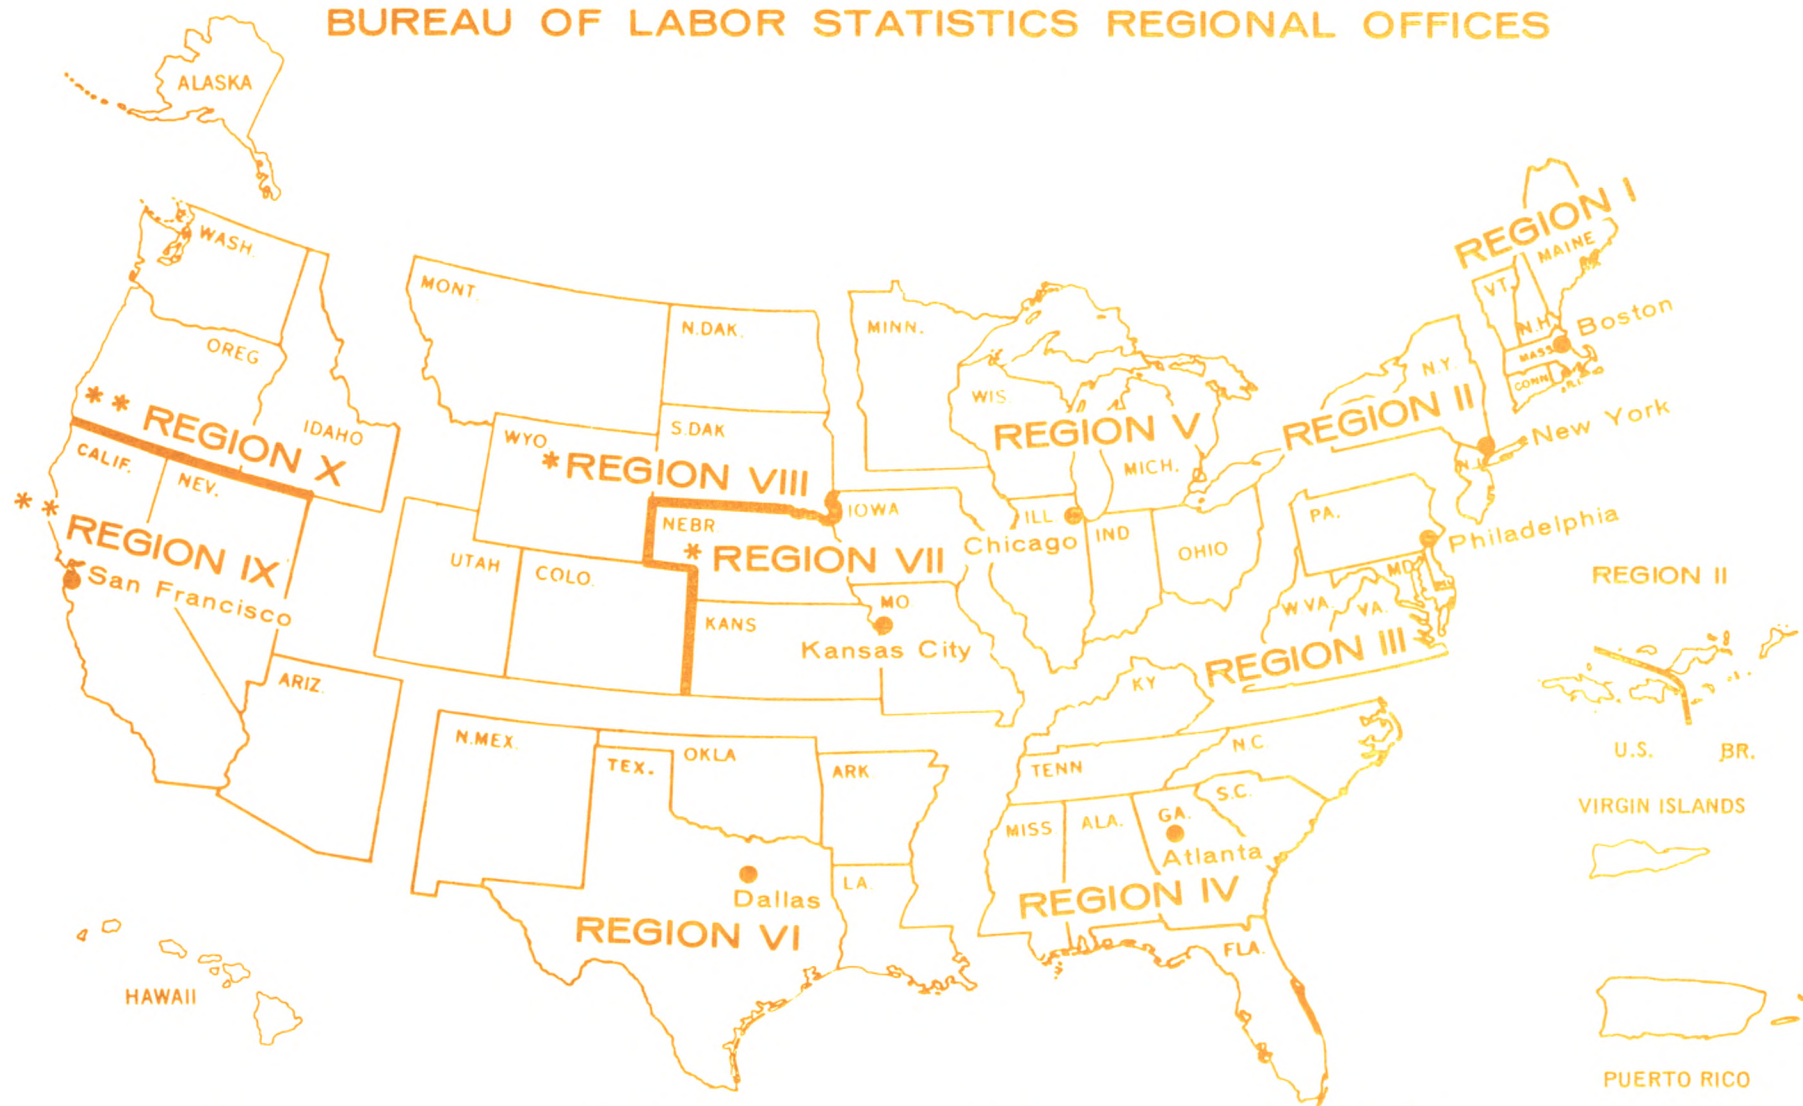 BUREAU OF LABOR STATISTICS REGIONAL OFFICES
ALASKA
WASH.
OREG
IDAHO
** REGION X
CALIF.
NEV.
** REGION IX
San Francisco
ARIZ.
MONT.
N.DAK.
S.DAK
WYO
* REGION VIII
UTAH
COLO.
NEBR
* REGION VII
IOWA
KANS
MO
Kansas City
N.MEX.
TEX.
OKLA
ARK
LA.
Dallas
REGION VI
MINN.
WIS
REGION V
MICH.
ILL
Chicago
IND
OHIO
KY
TENN
N.C.
S.C.
MISS
ALA.
GA.
Atlanta
REGION IV
FLA.
REGION I
MAINE
VT.
N.H.
Boston
MASS
CONN
R.I.
N.Y.
REGION II
New York
N.J.
PA.
Philadelphia
MD
W VA.
VA.
REGION III
REGION II
U.S. BR.
VIRGIN ISLANDS
PUERTO RICO
HAWAII